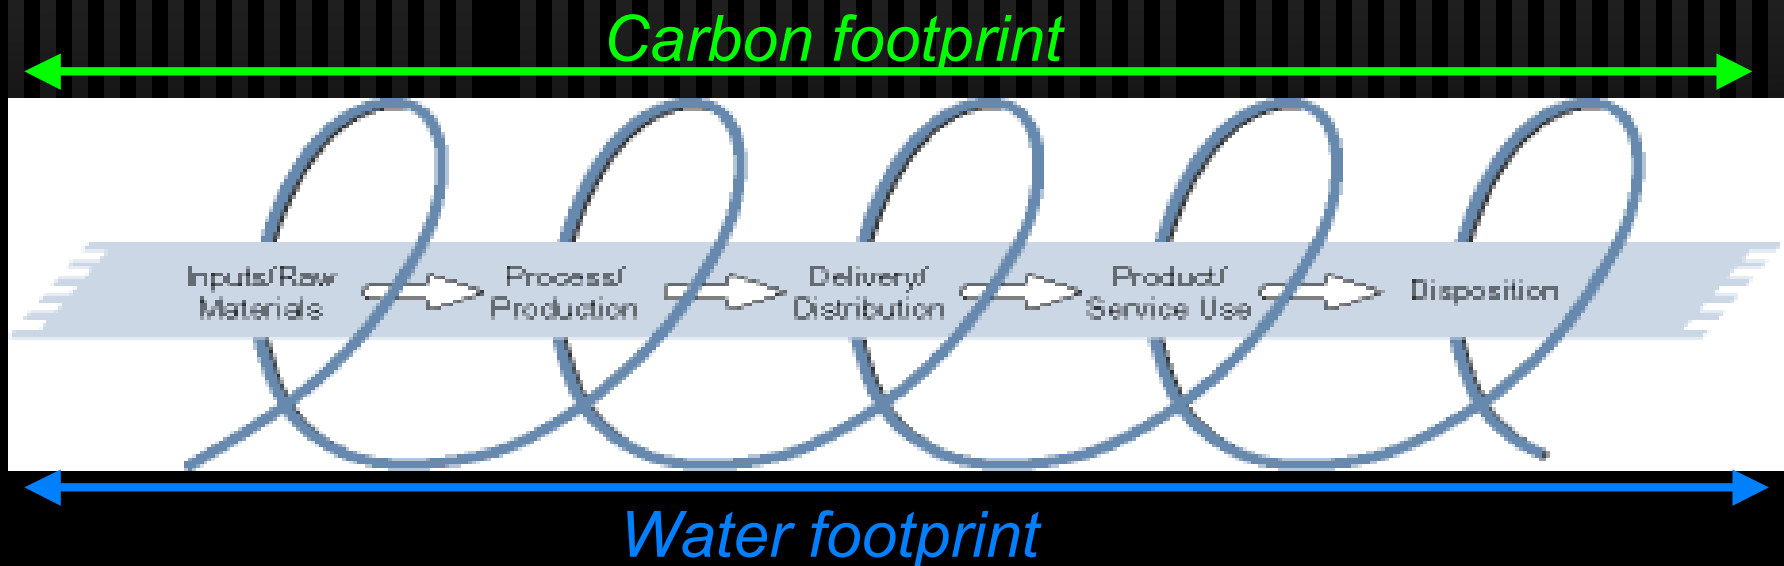 Carbon footprint
Inputs/Raw
Materials
Process/
Production
Delivery/
Distribution
Product/
Service Use
Disposition
Water footprint